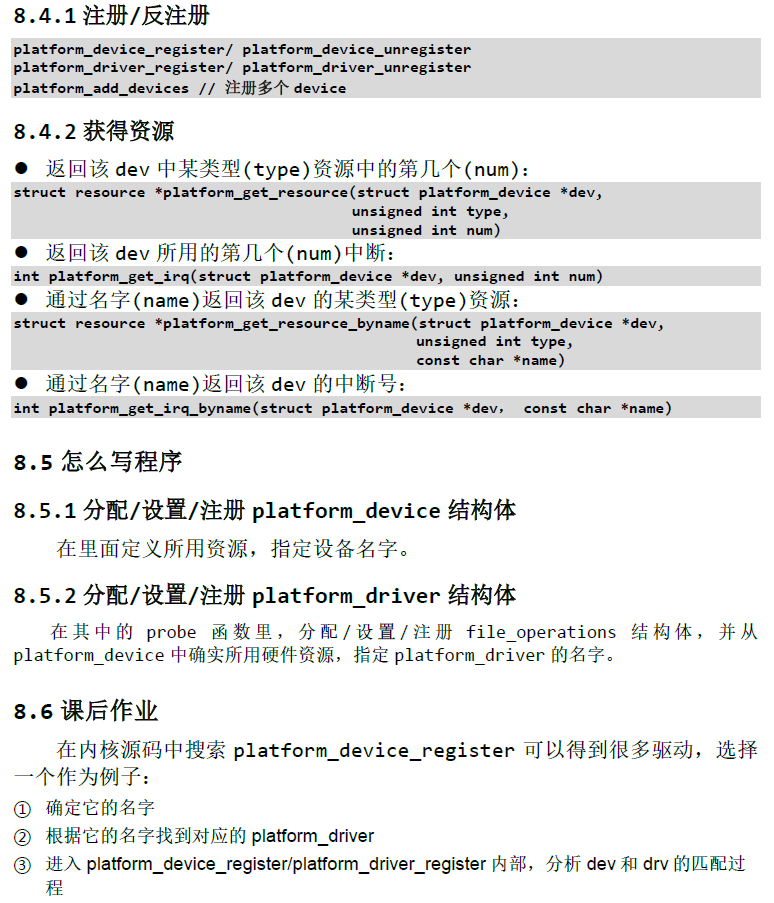 8.4.1 注册/反注册
platform_device_register/ platform_device_unregister
platform_driver_register/ platform_driver_unregister
platform_add_devices // 注册多个 device
8.4.2 获得资源
● 返回该 dev 中某类型(type)资源中的第几个(num)：
struct resource *platform_get_resource(struct platform_device *dev,
unsigned int type,
unsigned int num)
● 返回该 dev 所用的第几个(num)中断：
int platform_get_irq(struct platform_device *dev, unsigned int num)
● 通过名字(name)返回该 dev 的某类型(type)资源：
struct resource *platform_get_resource_byname(struct platform_device *dev,
unsigned int type,
const char *name)
● 通过名字(name)返回该 dev 的中断号：
int platform_get_irq_byname(struct platform_device *dev， const char *name)
8.5 怎么写程序
8.5.1 分配/设置/注册 platform_device 结构体
在里面定义所用资源，指定设备名字。
8.5.2 分配/设置/注册 platform_driver 结构体
在其中的 probe 函数里，分配/设置/注册 file_operations 结构体，并从
platform_device 中确实所用硬件资源，指定 platform_driver 的名字。
8.6 课后作业
在内核源码中搜索 platform_device_register 可以得到很多驱动，选择
一个作为例子：
① 确定它的名字
② 根据它的名字找到对应的 platform_driver
③ 进入 platform_device_register/platform_driver_register 内部，分析 dev 和 drv 的匹配过
程